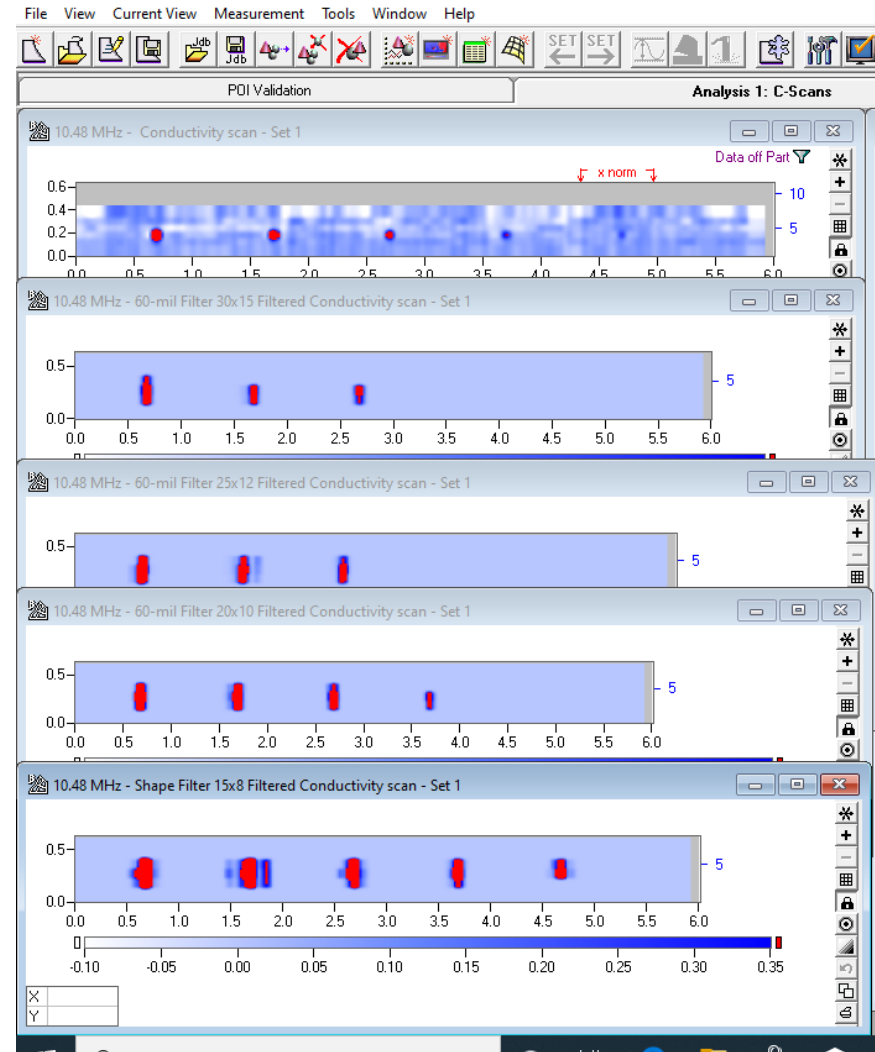 File View Current View Measurement Tools Window Help
Jdb Jdb SET SET
POI Validation Analysis 1: C-Scans
10.48 MHz - Conductivity scan - Set 1
Data off Part
x norm
0.6
10
0.4
0.2
5
0.0
0.0 0.5 1.5 2.0 2.5 3.0 3.5 4.0 4.5 5.0 5.5 6.0
10.48 MHz - 60-mil Filter 30x15 Filtered Conductivity scan - Set 1
0.5
5
0.0
0.0 0.5 1.0 1.5 2.0 2.5 3.0 3.5 4.0 4.5 5.0 5.5 6.0
10.48 MHz - 60-mil Filter 25x12 Filtered Conductivity scan - Set 1
0.5
5
10.48 MHz - 60-mil Filter 20x10 Filtered Conductivity scan - Set 1
0.5
5
0.0
0.0 0.5 1.0 1.5 2.0 2.5 3.0 3.5 4.0 4.5 5.0 5.5 6.0
10.48 MHz - Shape Filter 15x8 Filtered Conductivity scan - Set 1
0.5
5
0.0
0.0 0.5 1.0 1.5 2.0 2.5 3.0 3.5 4.0 4.5 5.0 5.5 6.0
-0.10 -0.05 0.00 0.05 0.10 0.15 0.20 0.25 0.30 0.35
X
Y